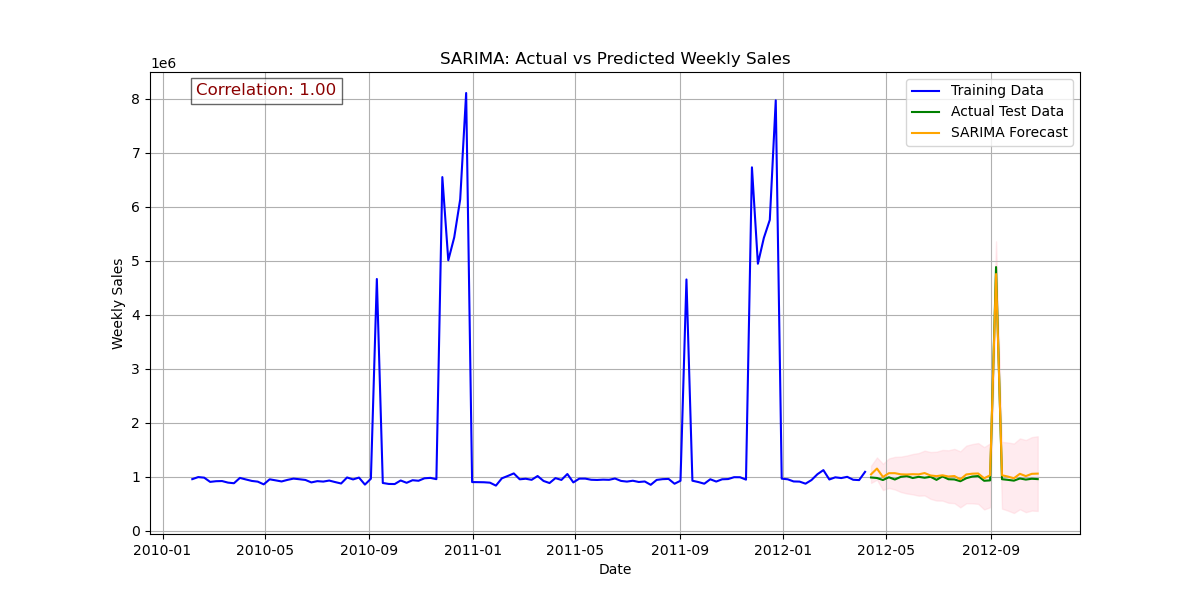 SARIMA: Actual vs Predicted Weekly Sales
1e6
Correlation: 1.00
Training Data
Actual Test Data
SARIMA Forecast
8
7
6
5
4
3
2
1
0
Weekly Sales
2010-01 2010-05 2010-09 2011-01 2011-05 2011-09 2012-01 2012-05 2012-09
Date